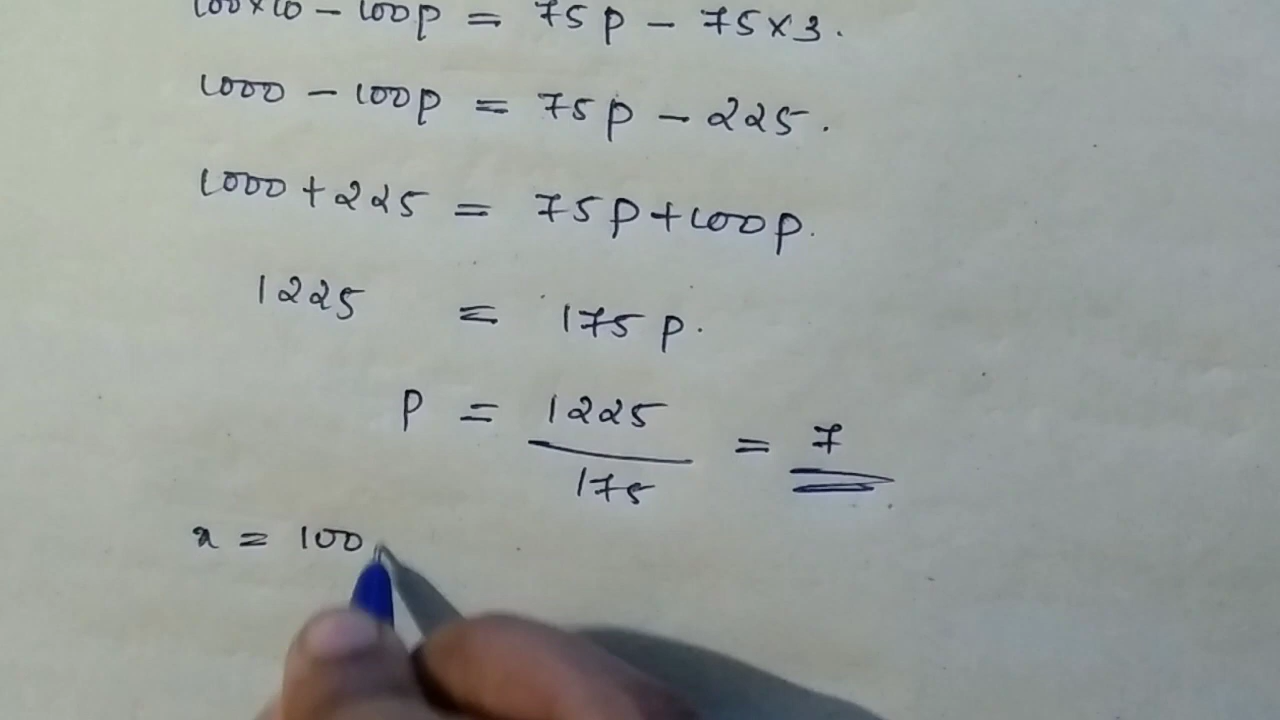 100×10 - 100p = 75p - 75×3.
1000 - 100p = 75p - 225.
1000 + 225 = 75p + 100p.
1225 = 175p.
p = 1225/175 = 7
x = 100